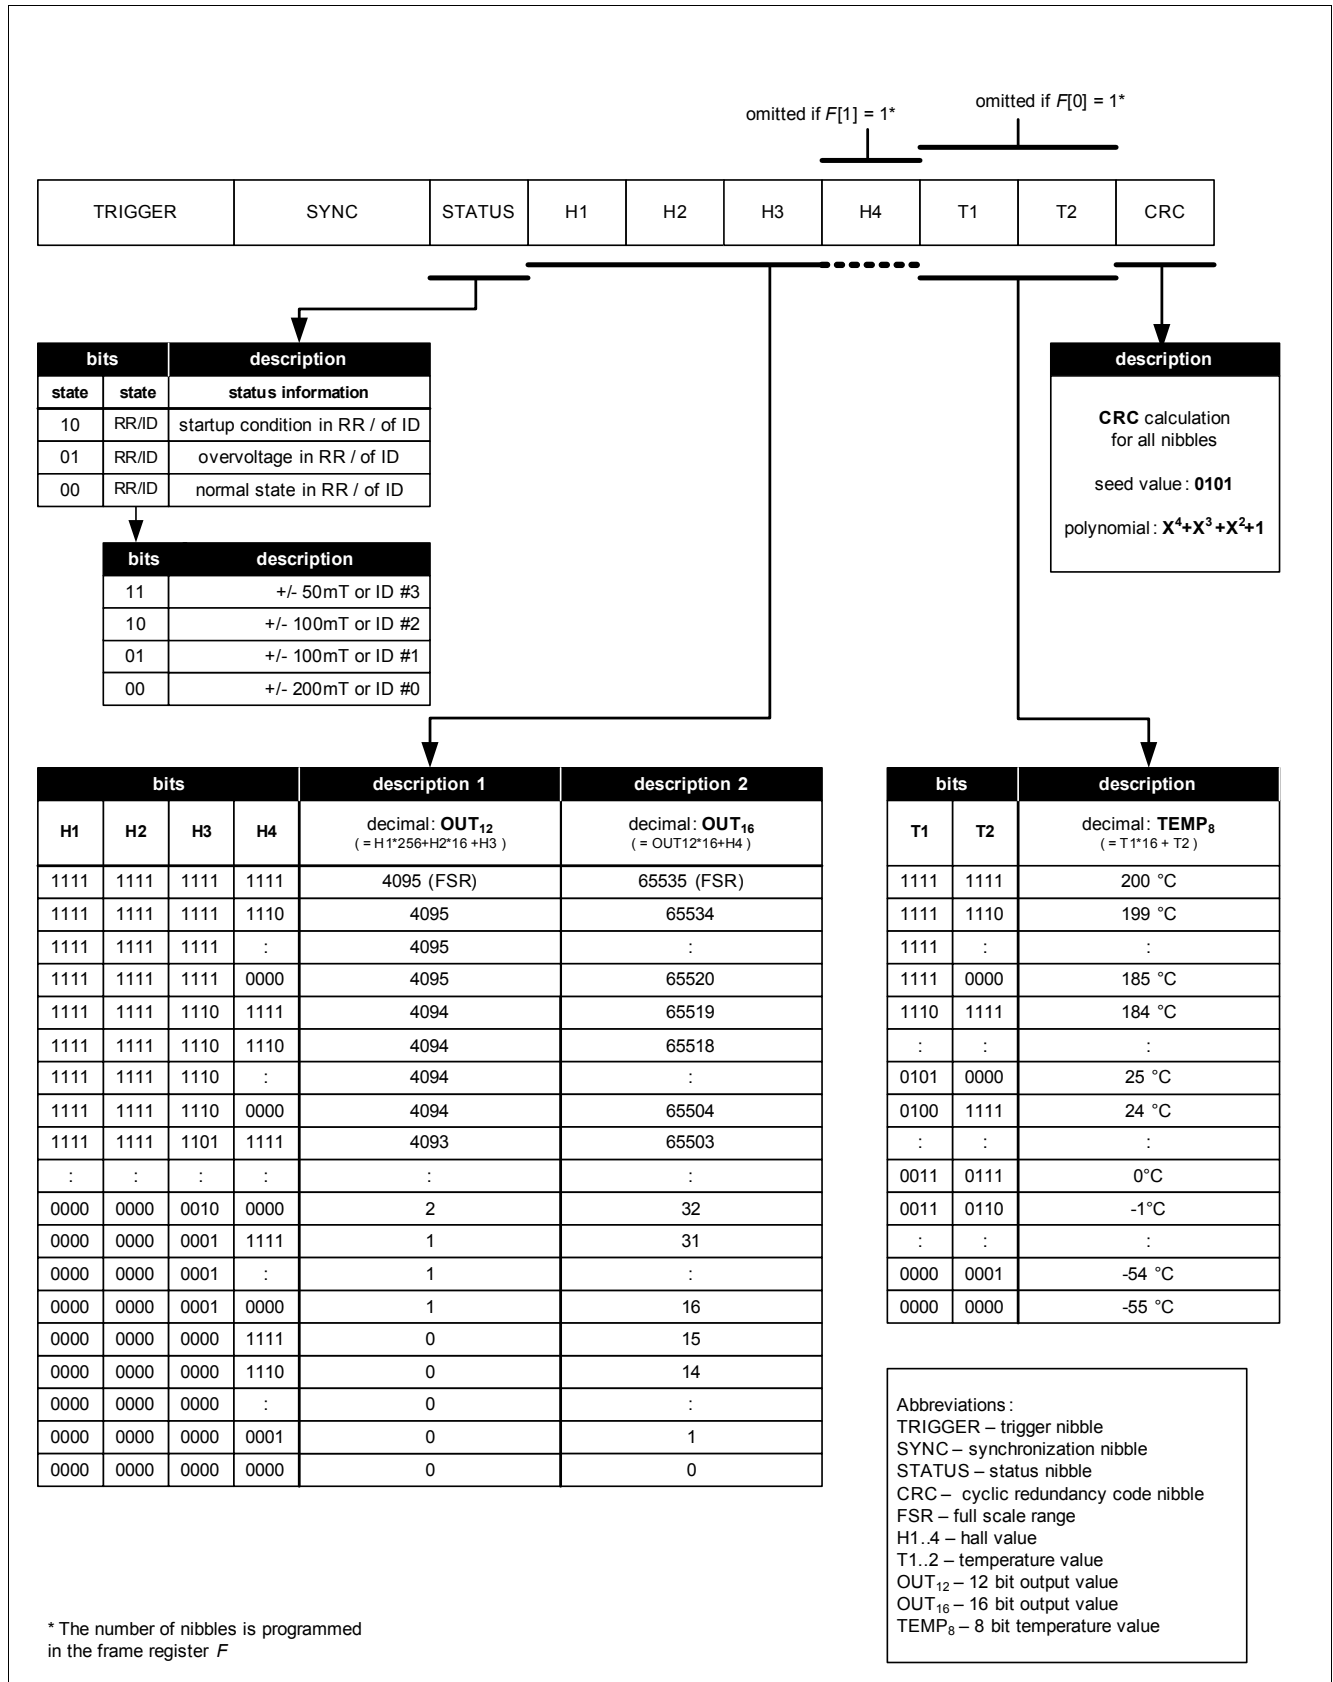 omitted if F[1] = 1*
omitted if F[0] = 1*
TRIGGER SYNC STATUS H1 H2 H3 H4 T1 T2 CRC
bits description
state state status information
10 RR/ID startup condition in RR / of ID
01 RR/ID overvoltage in RR / of ID
00 RR/ID normal state in RR / of ID
bits description
11 +/- 50mT or ID #3
10 +/- 100mT or ID #2
01 +/- 100mT or ID #1
00 +/- 200mT or ID #0
description
CRC calculation
for all nibbles
seed value: 0101
polynomial: X⁴+X³+X²+1
bits description 1 description 2
H1 H2 H3 H4 decimal: OUT₁₂ decimal: OUT₁₆
( = H1*256+H2*16 +H3 ) ( = OUT12*16+H4 )
1111 1111 1111 1111 4095 (FSR) 65535 (FSR)
1111 1111 1111 1110 4095 65534
1111 1111 1111 : 4095 :
1111 1111 1111 0000 4095 65520
1111 1111 1110 1111 4094 65519
1111 1111 1110 1110 4094 65518
1111 1111 1110 : 4094 :
1111 1111 1110 0000 4094 65504
1111 1111 1101 1111 4093 65503
: : : : : :
0000 0000 0010 0000 2 32
0000 0000 0001 1111 1 31
0000 0000 0001 : 1 :
0000 0000 0001 0000 1 16
0000 0000 0000 1111 0 15
0000 0000 0000 1110 0 14
0000 0000 0000 : 0 :
0000 0000 0000 0001 0 1
0000 0000 0000 0000 0 0
bits description
T1 T2 decimal: TEMP₈
( = T1*16 + T2 )
1111 1111 200 °C
1111 1110 199 °C
1111 : :
1111 0000 185 °C
1110 1111 184 °C
: : :
0101 0000 25 °C
0100 1111 24 °C
: : :
0011 0111 0°C
0011 0110 -1°C
: : :
0000 0001 -54 °C
0000 0000 -55 °C
Abbreviations:
TRIGGER – trigger nibble
SYNC – synchronization nibble
STATUS – status nibble
CRC – cyclic redundancy code nibble
FSR – full scale range
H1..4 – hall value
T1..2 – temperature value
OUT₁₂ – 12 bit output value
OUT₁₆ – 16 bit output value
TEMP₈ – 8 bit temperature value
* The number of nibbles is programmed
in the frame register F